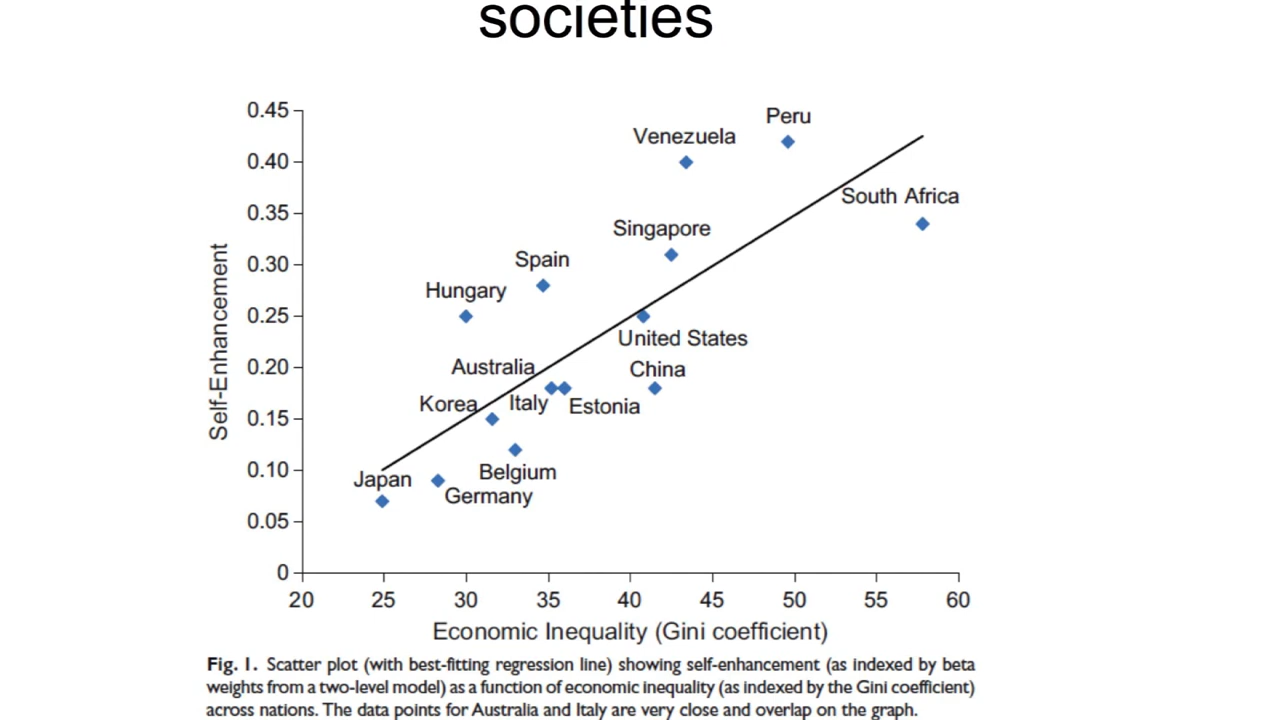 societies
0.45
0.40
0.35
0.30
0.25
0.20
0.15
0.10
0.05
0
Self-Enhancement
Peru
Venezuela
South Africa
Singapore
Spain
Hungary
United States
Australia
China
Korea
Italy
Estonia
Japan
Belgium
Germany
20 25 30 35 40 45 50 55 60
Economic Inequality (Gini coefficient)
Fig. 1. Scatter plot (with best-fitting regression line) showing self-enhancement (as indexed by beta
weights from a two-level model) as a function of economic inequality (as indexed by the Gini coefficient)
across nations. The data points for Australia and Italy are very close and overlap on the graph.